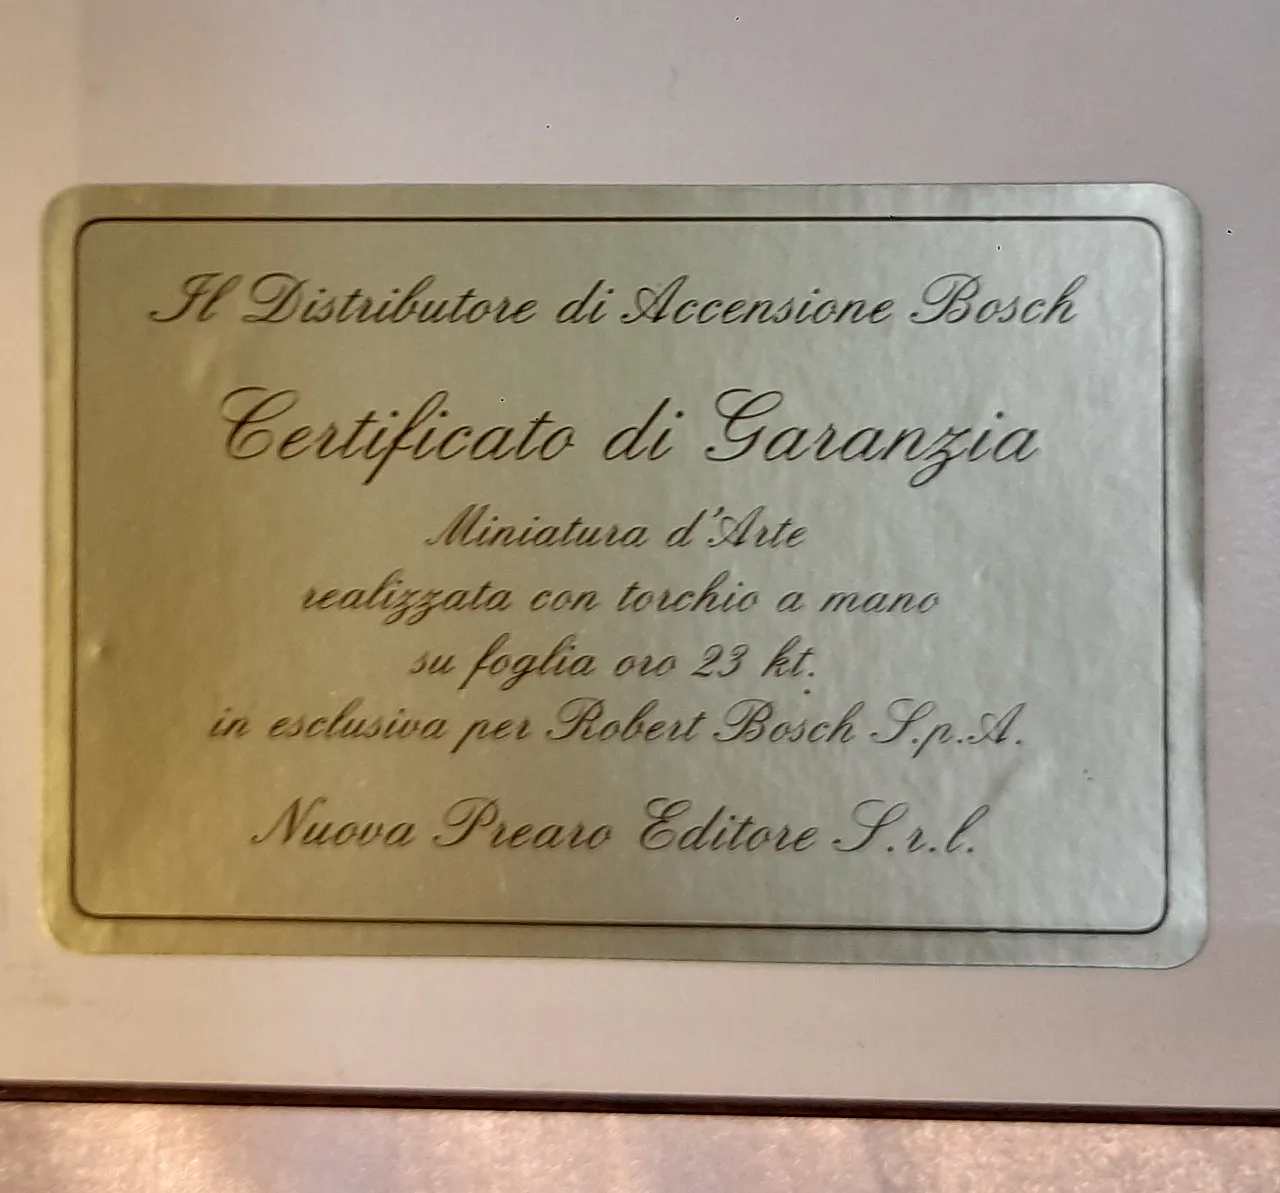 Il Distributore di Accensione Bosch
Certificato di Garanzia
Miniatura d'Arte
realizzata con torchio a mano
su foglia oro 23 kt.
in esclusiva per Robert Bosch S.p.A.
Nuova Prearo Editore S.r.l.